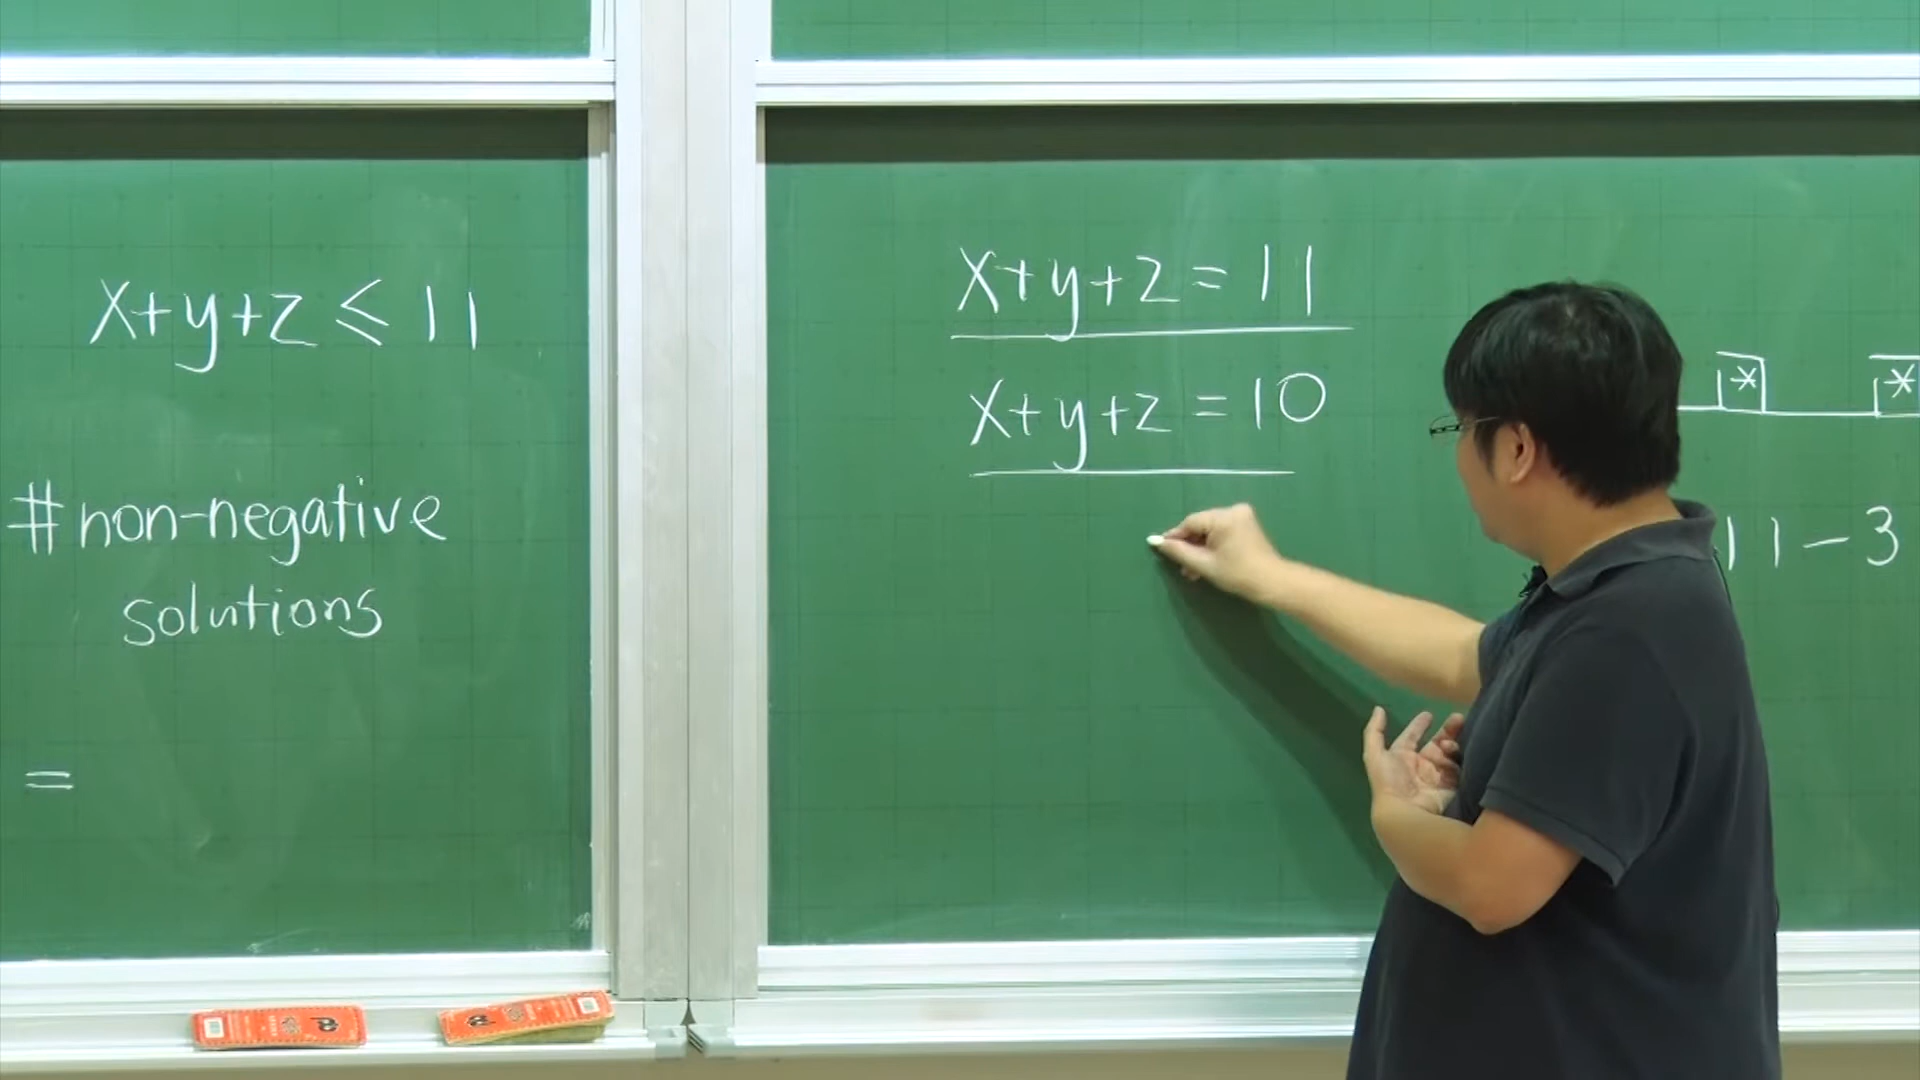 x+y+z ≤ 11
#non-negative
solutions
=
x+y+z = 11
x+y+z = 10
* *
11-3